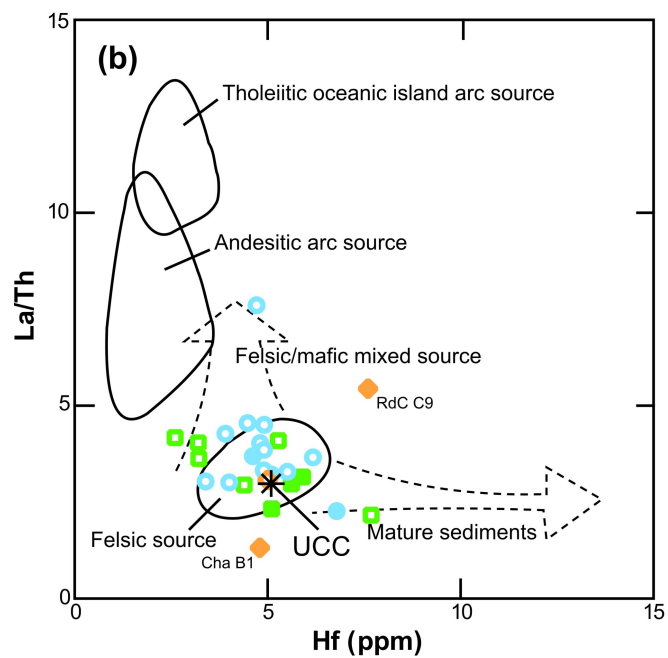 15
(b)
Tholeiitic oceanic island arc source
10
Andesitic arc source
La/Th
Felsic/mafic mixed source
RdC C9
5
Felsic source
UCC
Mature sediments
Cha B1
0
0
5
10
15
Hf (ppm)